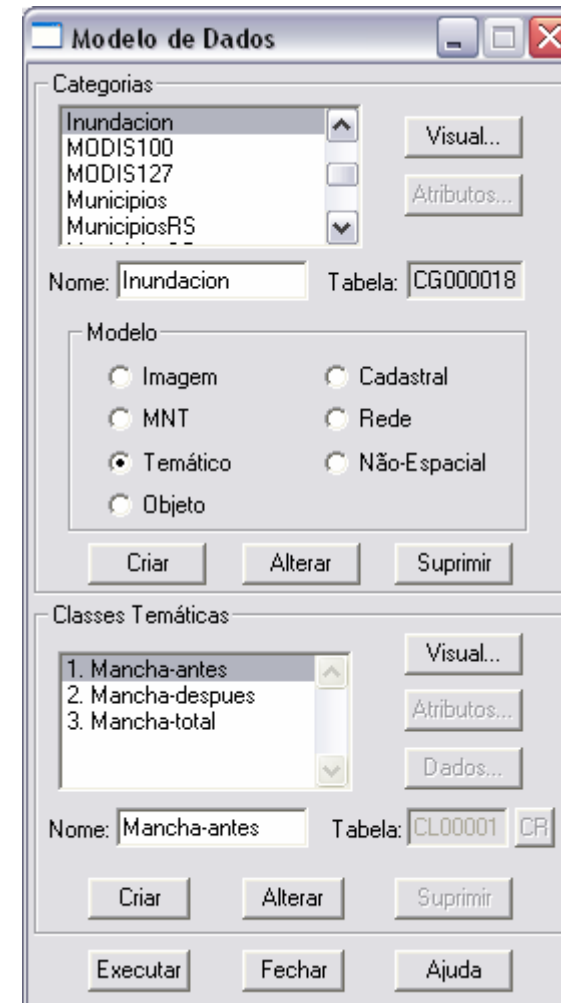 Modelo de Dados
Categorias
Inundacion
MODIS100
MODIS127
Municipios
MunicipiosRS
Visual...
Atributos...
Nome: Inundacion Tabela: CG000018
Modelo
Imagem Cadastral
MNT Rede
Temático Não-Espacial
Objeto
Criar Alterar Suprimir
Classes Temáticas
1. Mancha-antes
2. Mancha-despues
3. Mancha-total
Visual...
Atributos...
Dados...
Nome: Mancha-antes Tabela: CL00001 CR
Criar Alterar Suprimir
Executar Fechar Ajuda